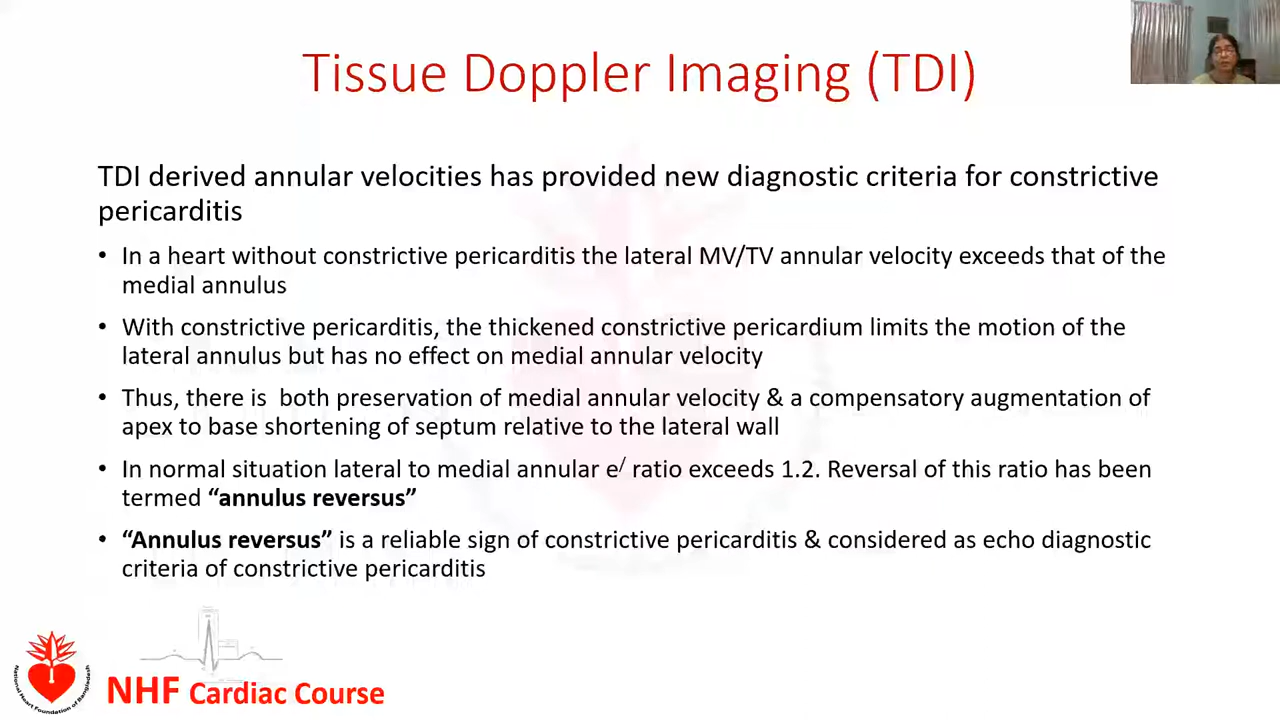 Tissue Doppler Imaging (TDI)
TDI derived annular velocities has provided new diagnostic criteria for constrictive
pericarditis
• In a heart without constrictive pericarditis the lateral MV/TV annular velocity exceeds that of the
medial annulus
• With constrictive pericarditis, the thickened constrictive pericardium limits the motion of the
lateral annulus but has no effect on medial annular velocity
• Thus, there is both preservation of medial annular velocity & a compensatory augmentation of
apex to base shortening of septum relative to the lateral wall
• In normal situation lateral to medial annular e/ ratio exceeds 1.2. Reversal of this ratio has been
termed “annulus reversus”
• “Annulus reversus” is a reliable sign of constrictive pericarditis & considered as echo diagnostic
criteria of constrictive pericarditis
National Heart Foundation of Bangladesh
NHF Cardiac Course